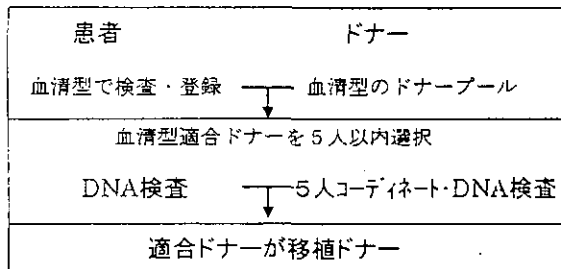 患者 ドナー
血清型で検査・登録 血清型のドナープール
血清型適合ドナーを5人以内選択
DNA検査 5人コーディネート・DNA検査
適合ドナーが移植ドナー